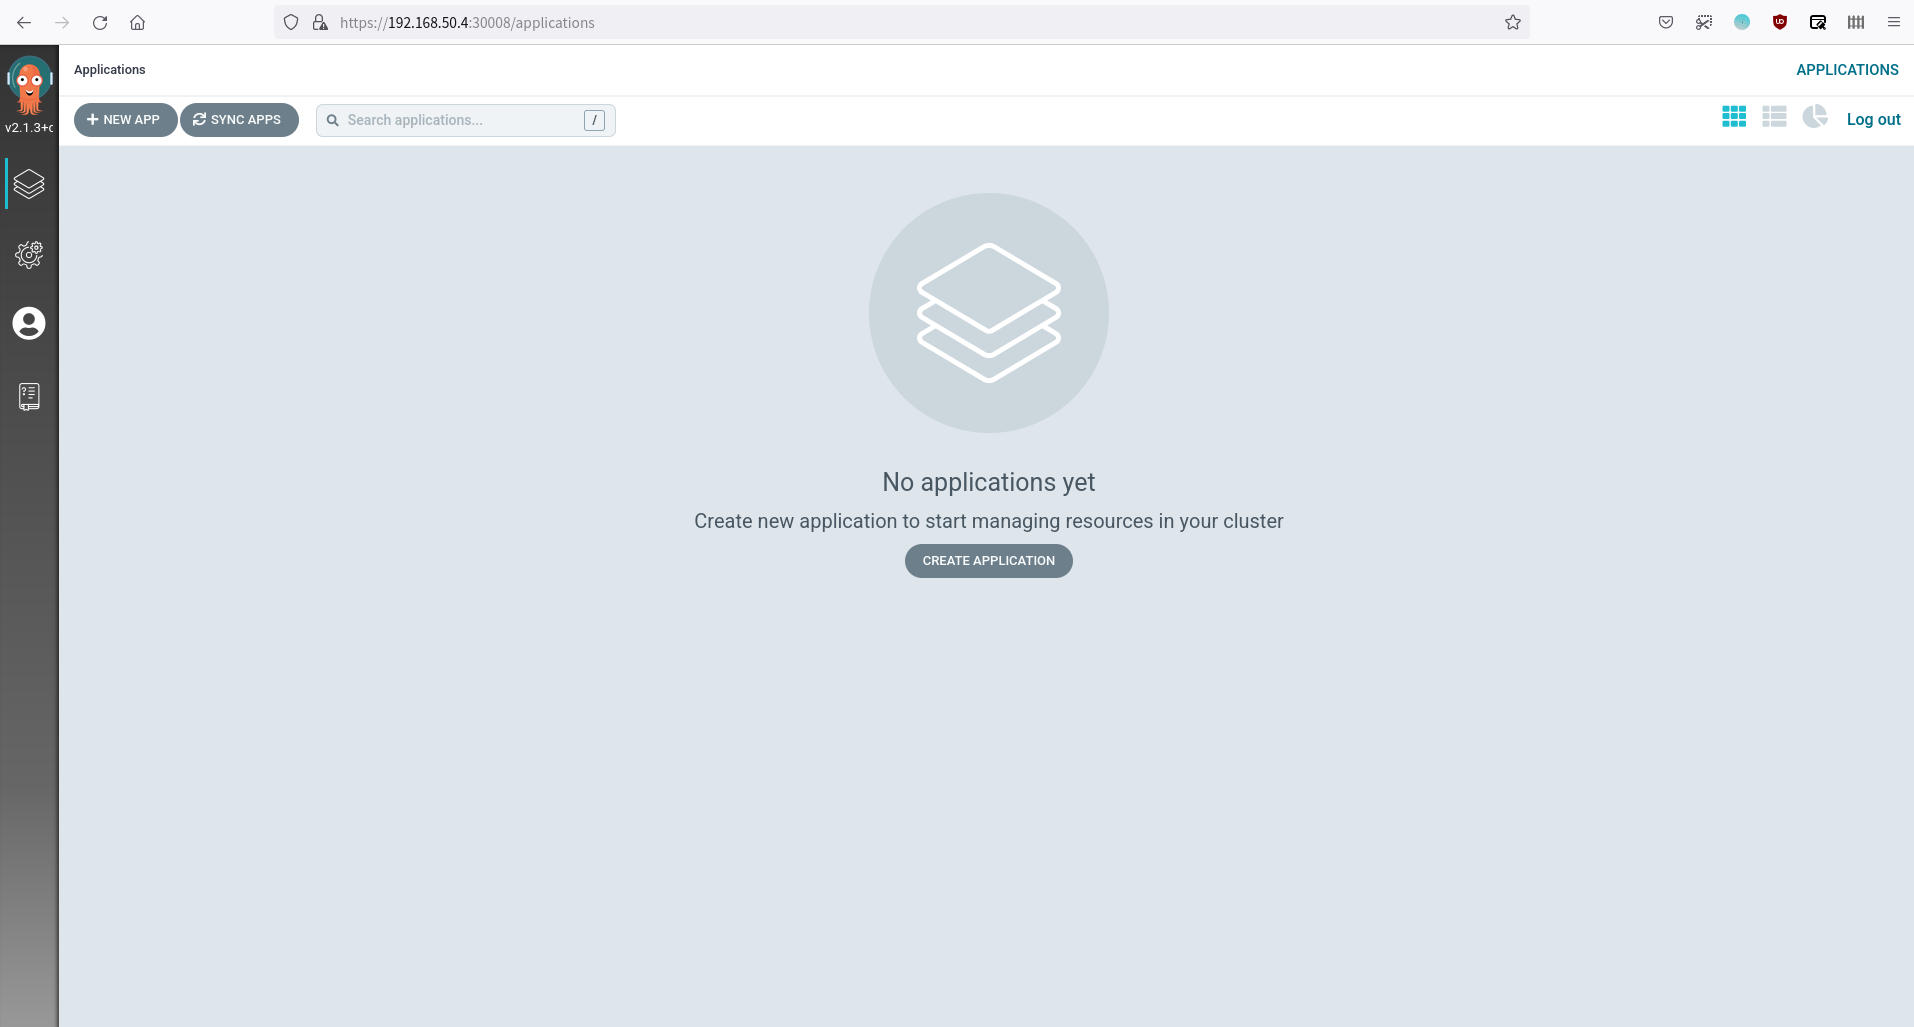 https://192.168.50.4:30008/applications
Applications
APPLICATIONS
v2.1.3+c
NEW APP
SYNC APPS
Search applications...
/
Log out
No applications yet
Create new application to start managing resources in your cluster
CREATE APPLICATION